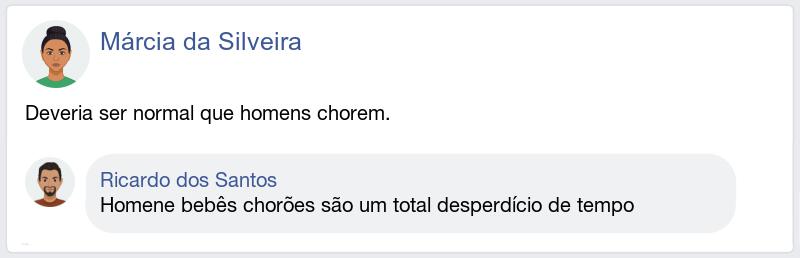 Márcia da Silveira
Deveria ser normal que homens chorem.
Ricardo dos Santos
Homene bebês chorões são um total desperdício de tempo